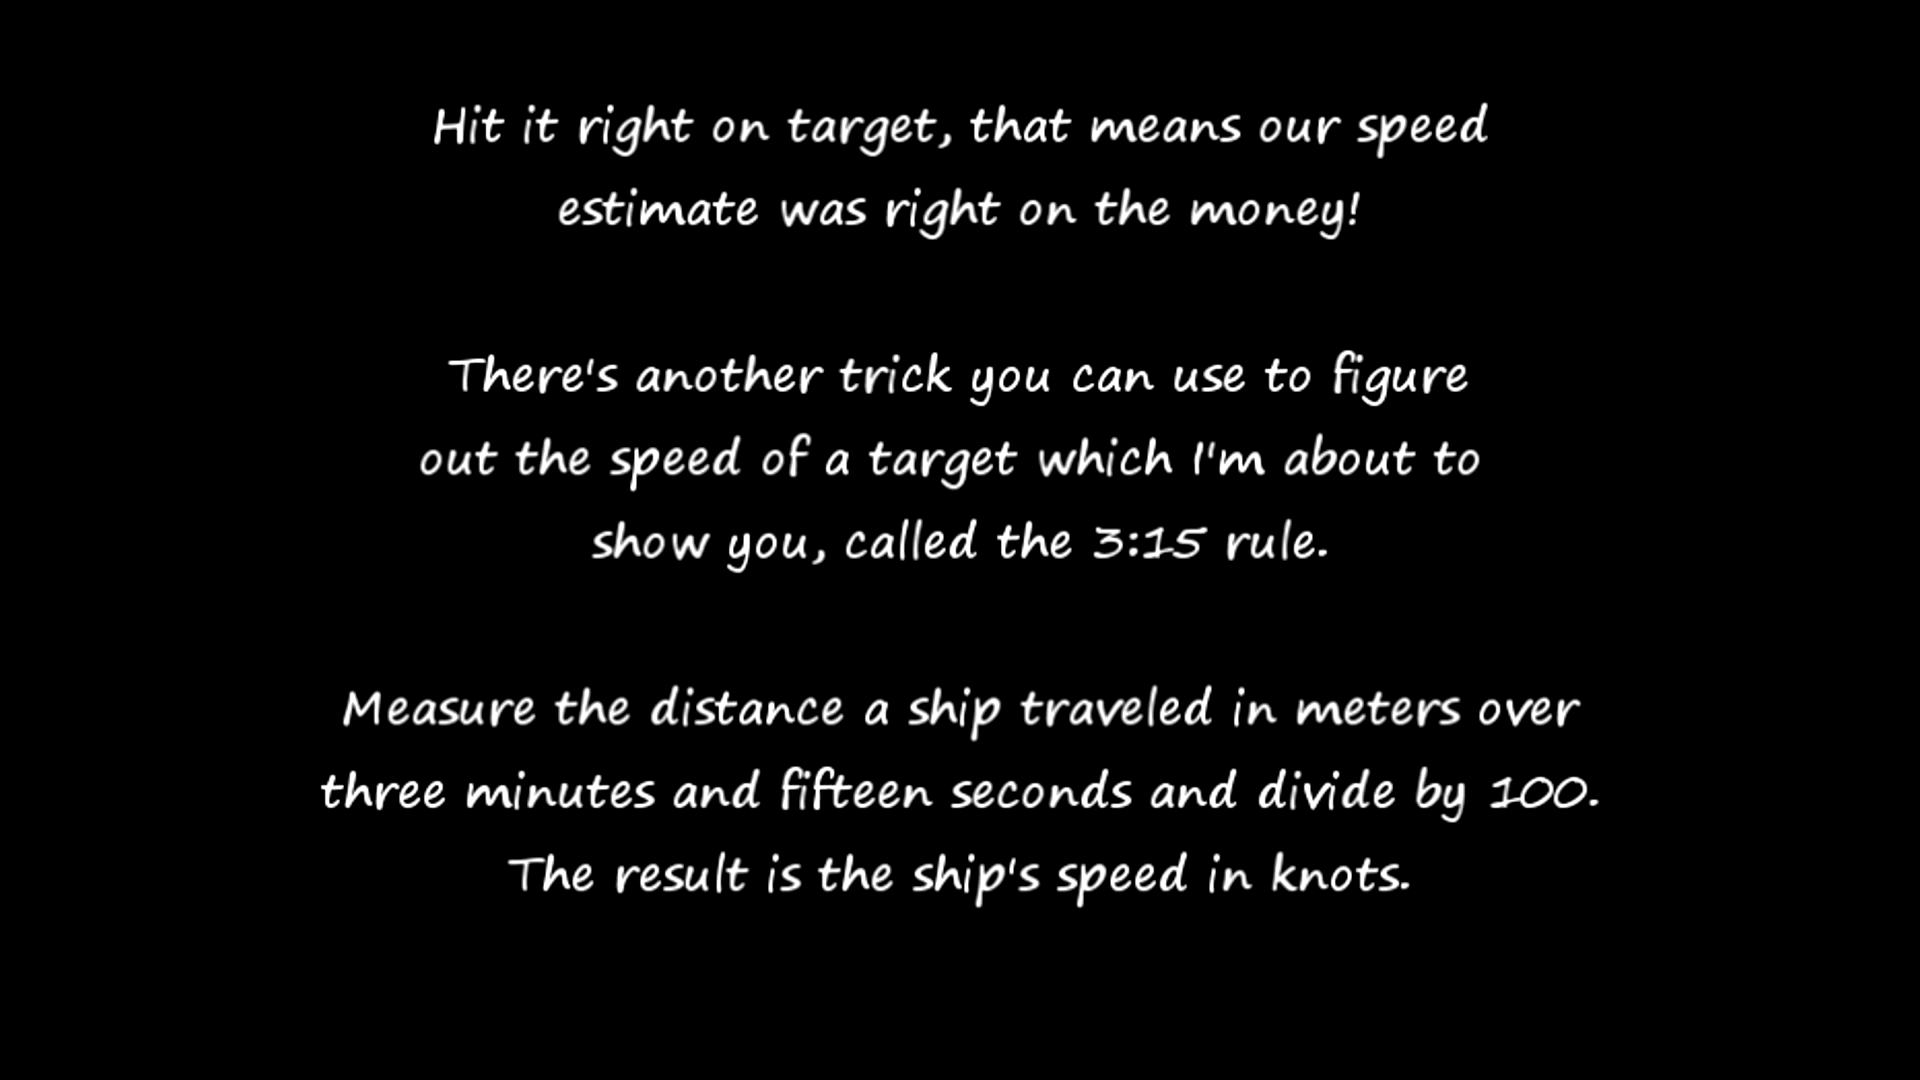 Hit it right on target, that means our speed
estimate was right on the money!
There's another trick you can use to figure
out the speed of a target which I'm about to
show you, called the 3:15 rule.
Measure the distance a ship traveled in meters over
three minutes and fifteen seconds and divide by 100.
The result is the ship's speed in knots.